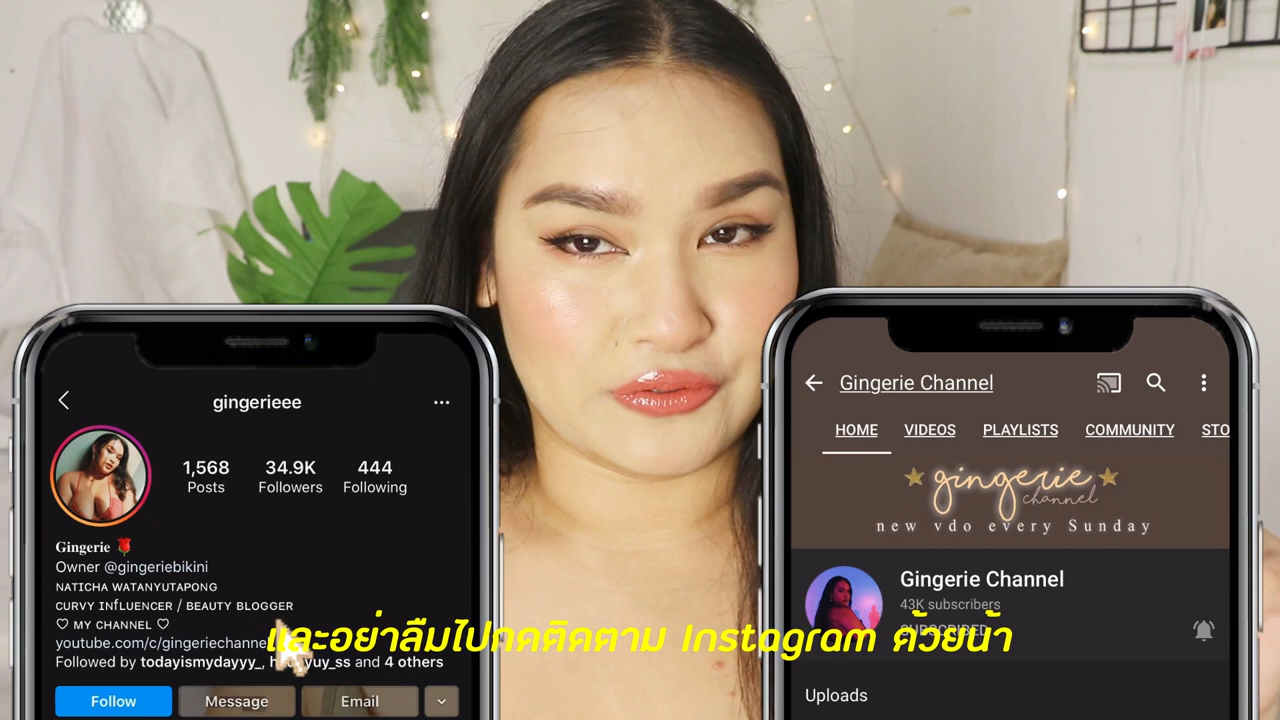 gingerieee
1,568 34.9K 444
Posts Followers Following
Gingerie
Owner @gingeriebikini
NATICHA WATANYUTAPONG
CURVY INFLUENCER / BEAUTY BLOGGER
♡ MY CHANNEL ♡
youtube.com/c/gingeriechanne
Followed by todayismydayyy_, yuy_ss and 4 others
Follow Message Email
Gingerie Channel
HOME VIDEOS PLAYLISTS COMMUNITY STO
gingerie
channel
new vdo every Sunday
Gingerie Channel
43K subscribers
SUBSCRIBED
Uploads
และอย่าลืมไปกดติดตาม Instagram ด้วยน้า